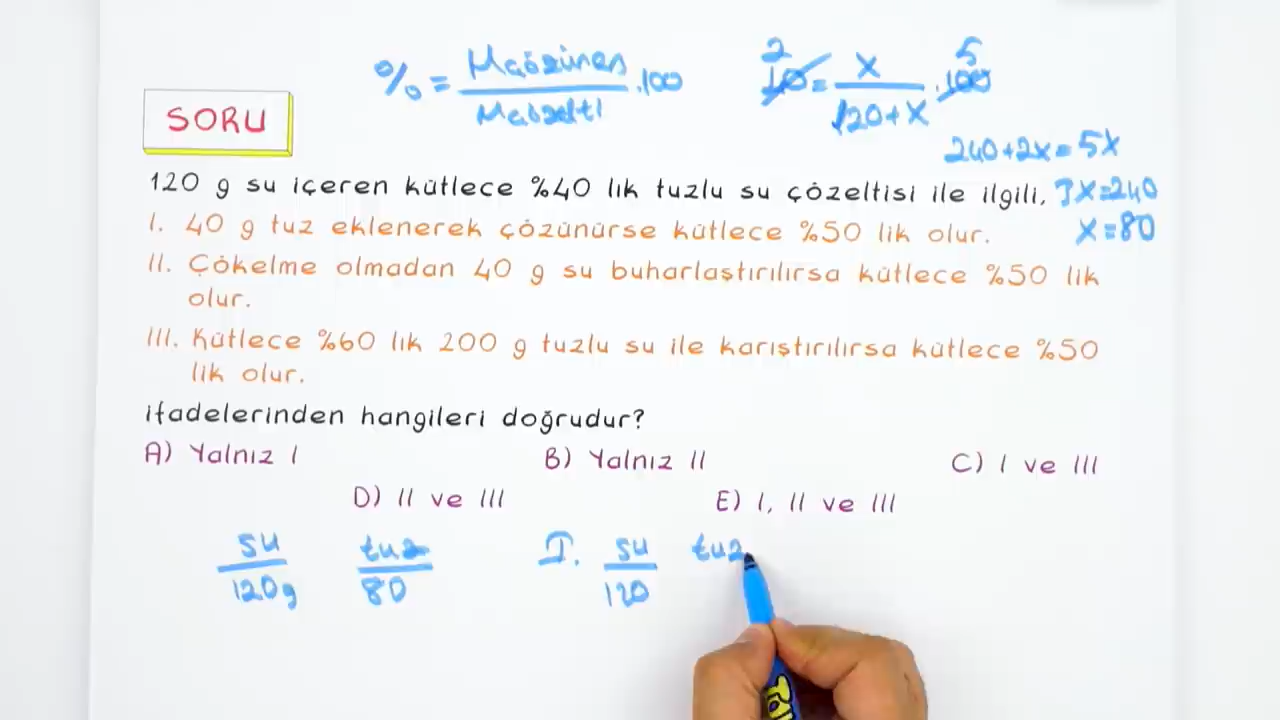 % = Mçözünen / Mçözelti .100
2 5
40 = x / 120+x . 100
240+2x=5x
3x=240
x=80
SORU
120 g su içeren kütlece %40 lık tuzlu su çözeltisi ile ilgili,
I. 40 g tuz eklenerek çözünürse kütlece %50 lik olur.
II. Çökelme olmadan 40 g su buharlaştırılırsa kütlece %50 lik
olur.
III. Kütlece %60 lık 200 g tuzlu su ile karıştırılırsa kütlece %50
lik olur.
ifadelerinden hangileri doğrudur?
A) Yalnız I B) Yalnız II C) I ve III
D) II ve III E) I, II ve III
su tuz I. su tuz
120g 80 120